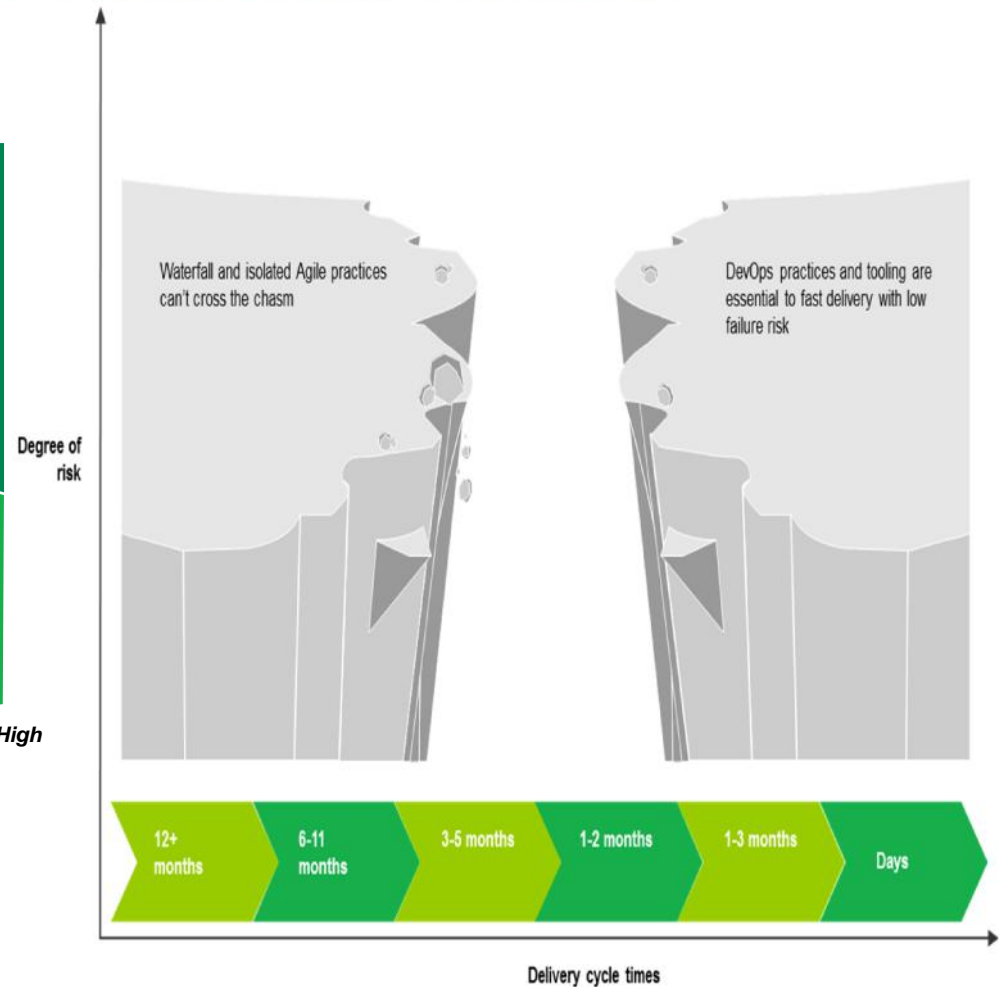 Waterfall and isolated Agile practices
can't cross the chasm
DevOps practices and tooling are
essential to fast delivery with low
failure risk
Degree of
risk
High
12+
months
6-11
months
3-5 months
1-2 months
1-3 months
Days
Delivery cycle times